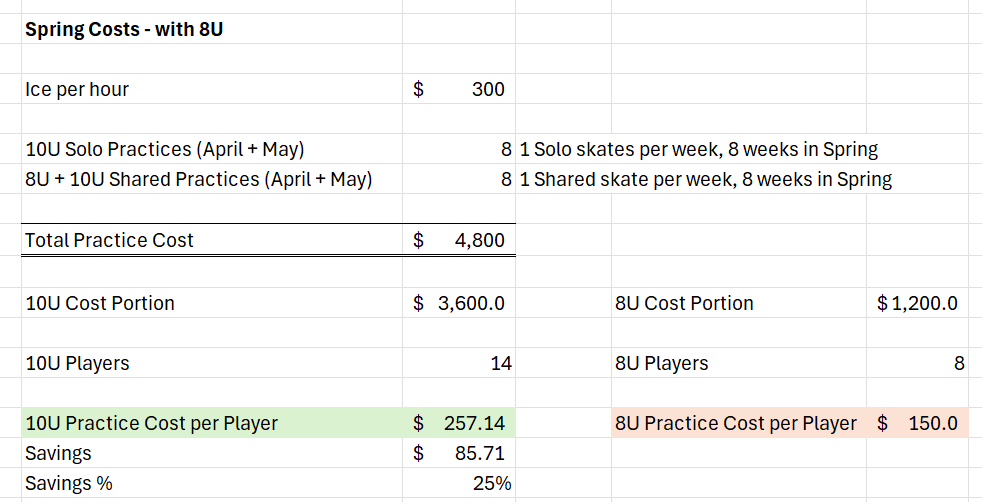 Spring Costs - with 8U
Ice per hour $ 300
10U Solo Practices (April + May) 8 1 Solo skates per week, 8 weeks in Spring
8U + 10U Shared Practices (April + May) 8 1 Shared skate per week, 8 weeks in Spring
Total Practice Cost $ 4,800
10U Cost Portion $ 3,600.0 8U Cost Portion $ 1,200.0
10U Players 14 8U Players 8
10U Practice Cost per Player $ 257.14 8U Practice Cost per Player $ 150.0
Savings $ 85.71
Savings % 25%